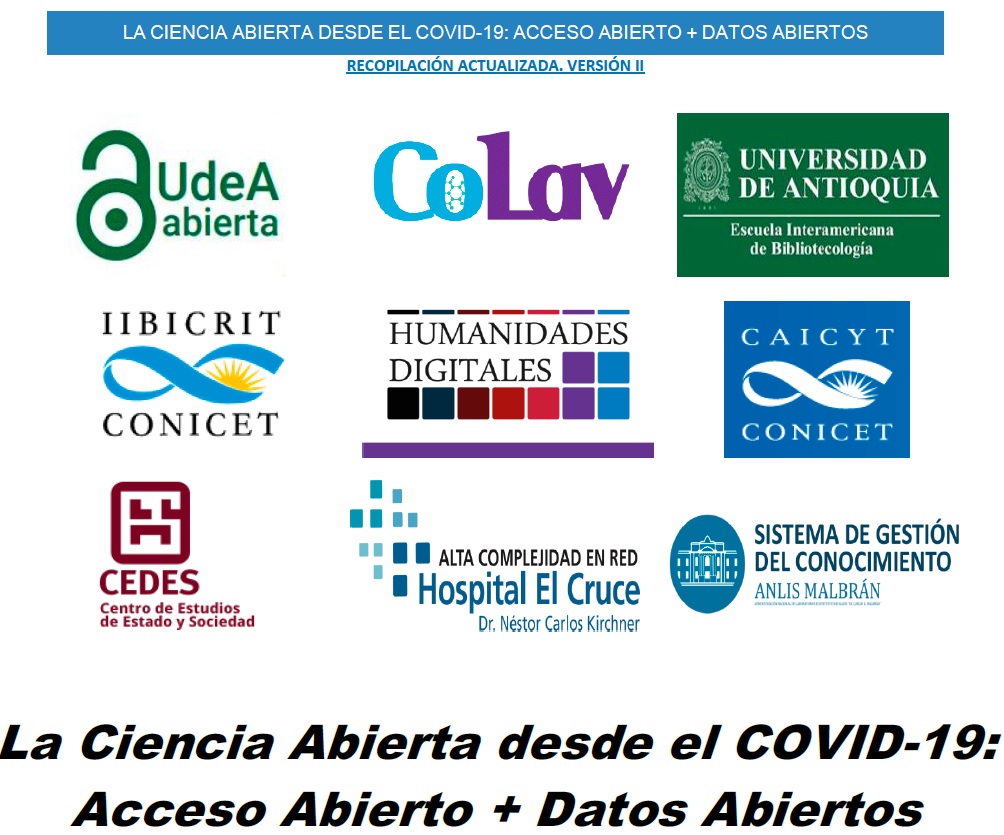 LA CIENCIA ABIERTA DESDE EL COVID-19: ACCESO ABIERTO + DATOS ABIERTOS
RECOPILACIÓN ACTUALIZADA. VERSIÓN II
UdeA
abierta
CoLav
UNIVERSIDAD
DE ANTIOQUIA
Escuela Interamericana
de Bibliotecología
IIBICRIT
CONICET
HUMANIDADES
DIGITALES
CAICYT
CONICET
CEDES
Centro de Estudios
de Estado y Sociedad
ALTA COMPLEJIDAD EN RED
Hospital El Cruce
Dr. Néstor Carlos Kirchner
SISTEMA DE GESTIÓN
DEL CONOCIMIENTO
ANLIS MALBRÁN
La Ciencia Abierta desde el COVID-19:
Acceso Abierto + Datos Abiertos